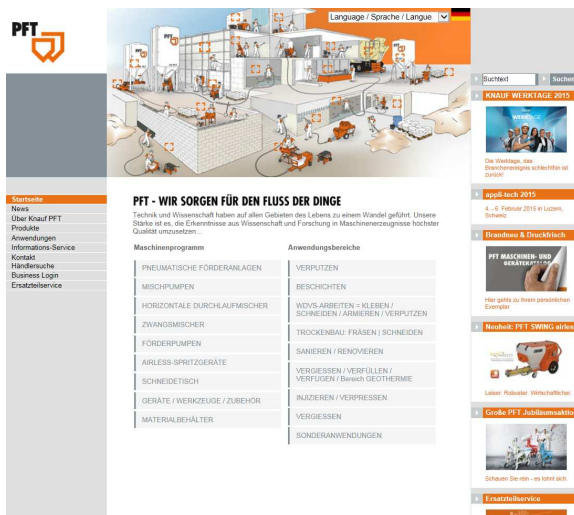 PFT
Language / Sprache / Langue
Startseite
News
Über Knauf PFT
Produkte
Anwendungen
Informations-Service
Kontakt
Händlersuche
Business Login
Ersatzteilservice
PFT - WIR SORGEN FÜR DEN FLUSS DER DINGE
Technik und Wissenschaft haben auf allen Gebieten des Lebens zu einem Wandel geführt. Unsere
Stärke ist es, die Erkenntnisse aus Wissenschaft und Forschung in Maschinenerzeugnisse höchster
Qualität umzusetzen...
Maschinenprogramm
PNEUMATISCHE FÖRDERANLAGEN
MISCHPUMPEN
HORIZONTALE DURCHLAUFMISCHER
ZWANGSMISCHER
FÖRDERPUMPEN
AIRLESS-SPRITZGERÄTE
SCHNEIDETISCH
GERÄTE / WERKZEUGE / ZUBEHÖR
MATERIALBEHÄLTER
Anwendungsbereiche
VERPUTZEN
BESCHICHTEN
WDVS-ARBEITEN = KLEBEN /
SCHNEIDEN / ARMIEREN / VERPUTZEN
TROCKENBAU: FRÄSEN | SCHNEIDEN
SANIEREN / RENOVIEREN
VERGIESSEN / VERFÜLLEN /
VERFUGEN / Bereich GEOTHERMIE
INJIZIEREN / VERPRESSEN
VERGIESSEN
SONDERANWENDUNGEN
Suchtext
Suchen
KNAUF WERKTAGE 2015
WERKTAGE
Die Werktage, das
Branchenereignis schlechthin ist
zurück!
appli-tech 2015
4. - 6. Februar 2015 in Luzern,
Schweiz
Brandneu & Druckfrisch
PFT MASCHINEN- UND
GERÄTEKATALOG
Hier gehts zu Ihrem persönlichen
Exemplar
Neuheit: PFT SWING airles
Leiser. Robuster. Wirtschaftlicher.
Große PFT Jubiläumsaktio
Schauen Sie rein - es lohnt sich.
Ersatzteilservice